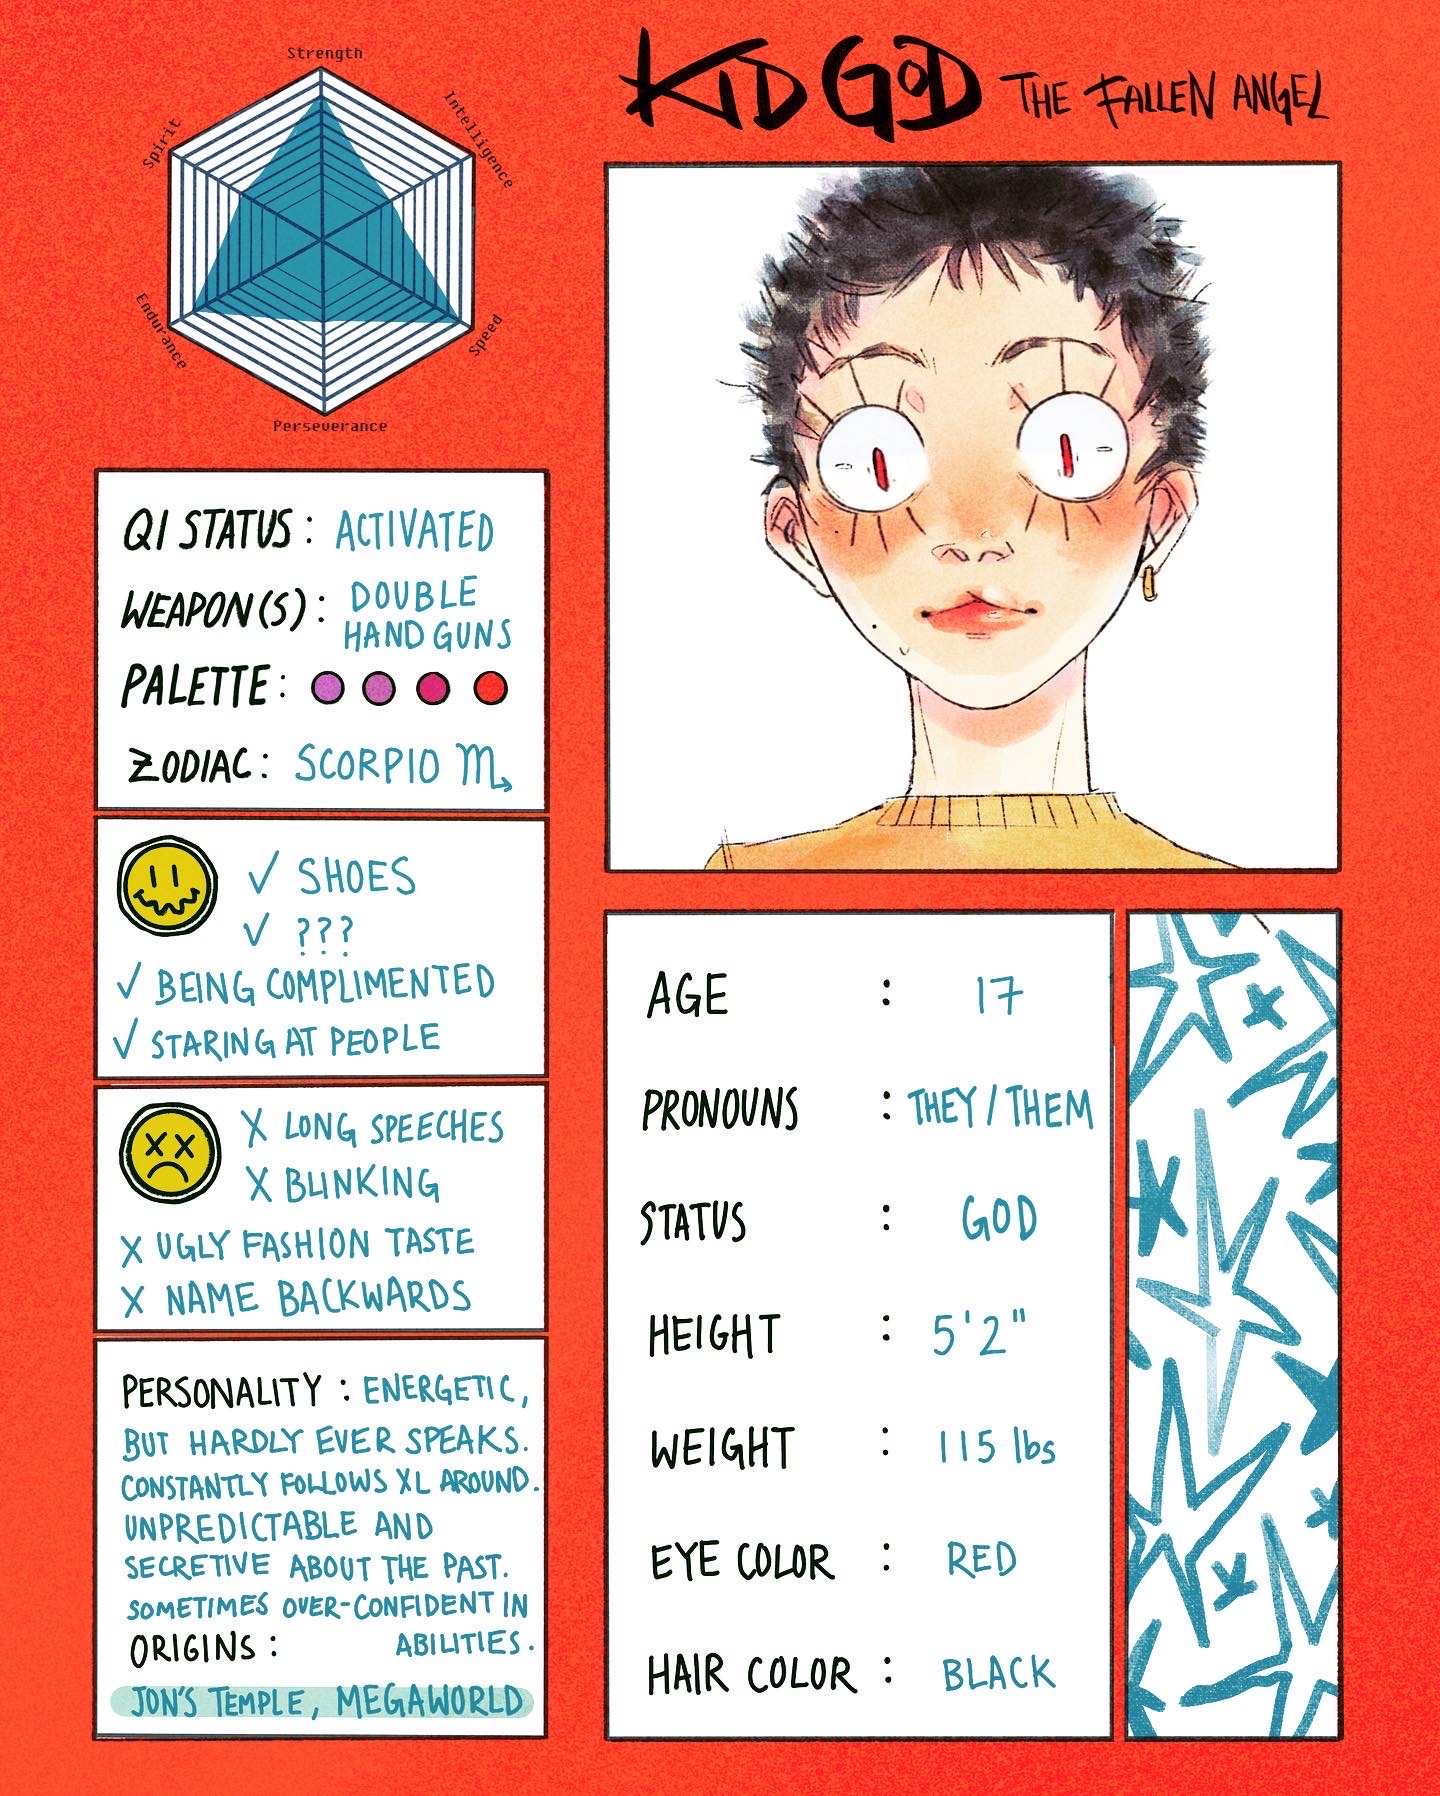 Strength
Intelligence
Spirit
Endurance
Speed
Perseverance
KID GOD THE FALLEN ANGEL
QI STATUS: ACTIVATED
WEAPON(S): DOUBLE
HAND GUNS
PALETTE:
ZODIAC: SCORPIO ♏
✓ SHOES
✓ ???
✓ BEING COMPLIMENTED
✓ STARING AT PEOPLE
X LONG SPEECHES
X BLINKING
X UGLY FASHION TASTE
X NAME BACKWARDS
PERSONALITY: ENERGETIC,
BUT HARDLY EVER SPEAKS.
CONSTANTLY FOLLOWS XL AROUND.
UNPREDICTABLE AND
SECRETIVE ABOUT THE PAST.
SOMETIMES OVER-CONFIDENT IN
ABILITIES.
ORIGINS:
JON'S TEMPLE, MEGAWORLD
AGE : 17
PRONOUNS : THEY/THEM
STATUS : GOD
HEIGHT : 5'2"
WEIGHT : 115 lbs
EYE COLOR : RED
HAIR COLOR : BLACK